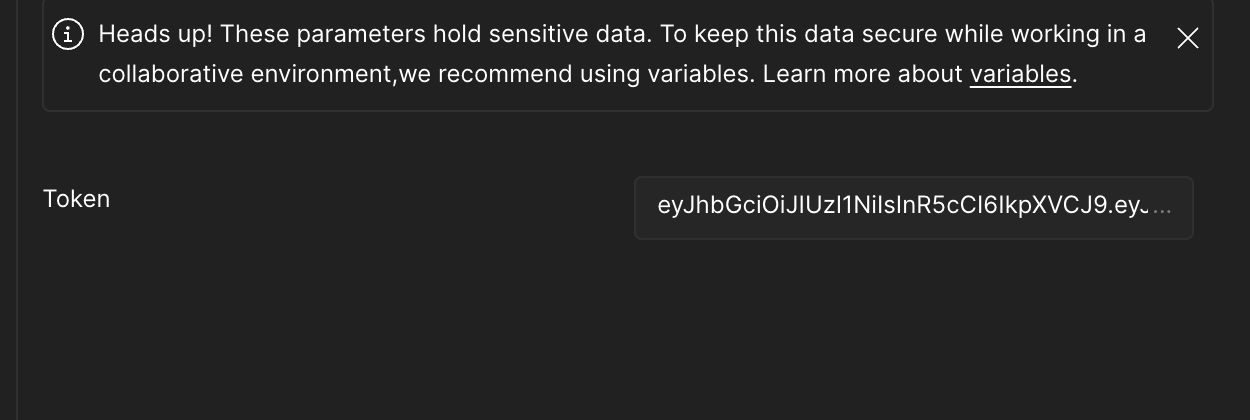 Heads up! These parameters hold sensitive data. To keep this data secure while working in a
collaborative environment,we recommend using variables. Learn more about variables.
Token
eyJhbGciOiJIUzI1NiIsInR5cCI6IkpXVCJ9.eyJ...